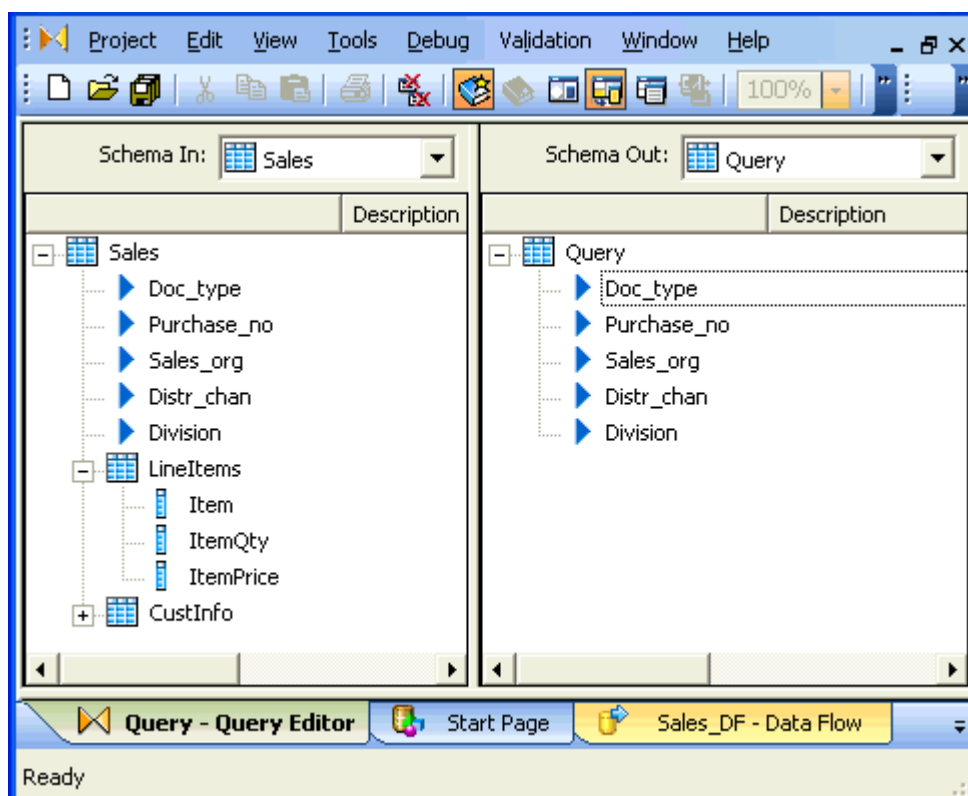 Project Edit View Tools Debug Validation Window Help
100%
Schema In: Sales
Schema Out: Query
Description
Description
Sales
Doc_type
Purchase_no
Sales_org
Distr_chan
Division
LineItems
Item
ItemQty
ItemPrice
CustInfo
Query
Doc_type
Purchase_no
Sales_org
Distr_chan
Division
Query - Query Editor
Start Page
Sales_DF - Data Flow
Ready